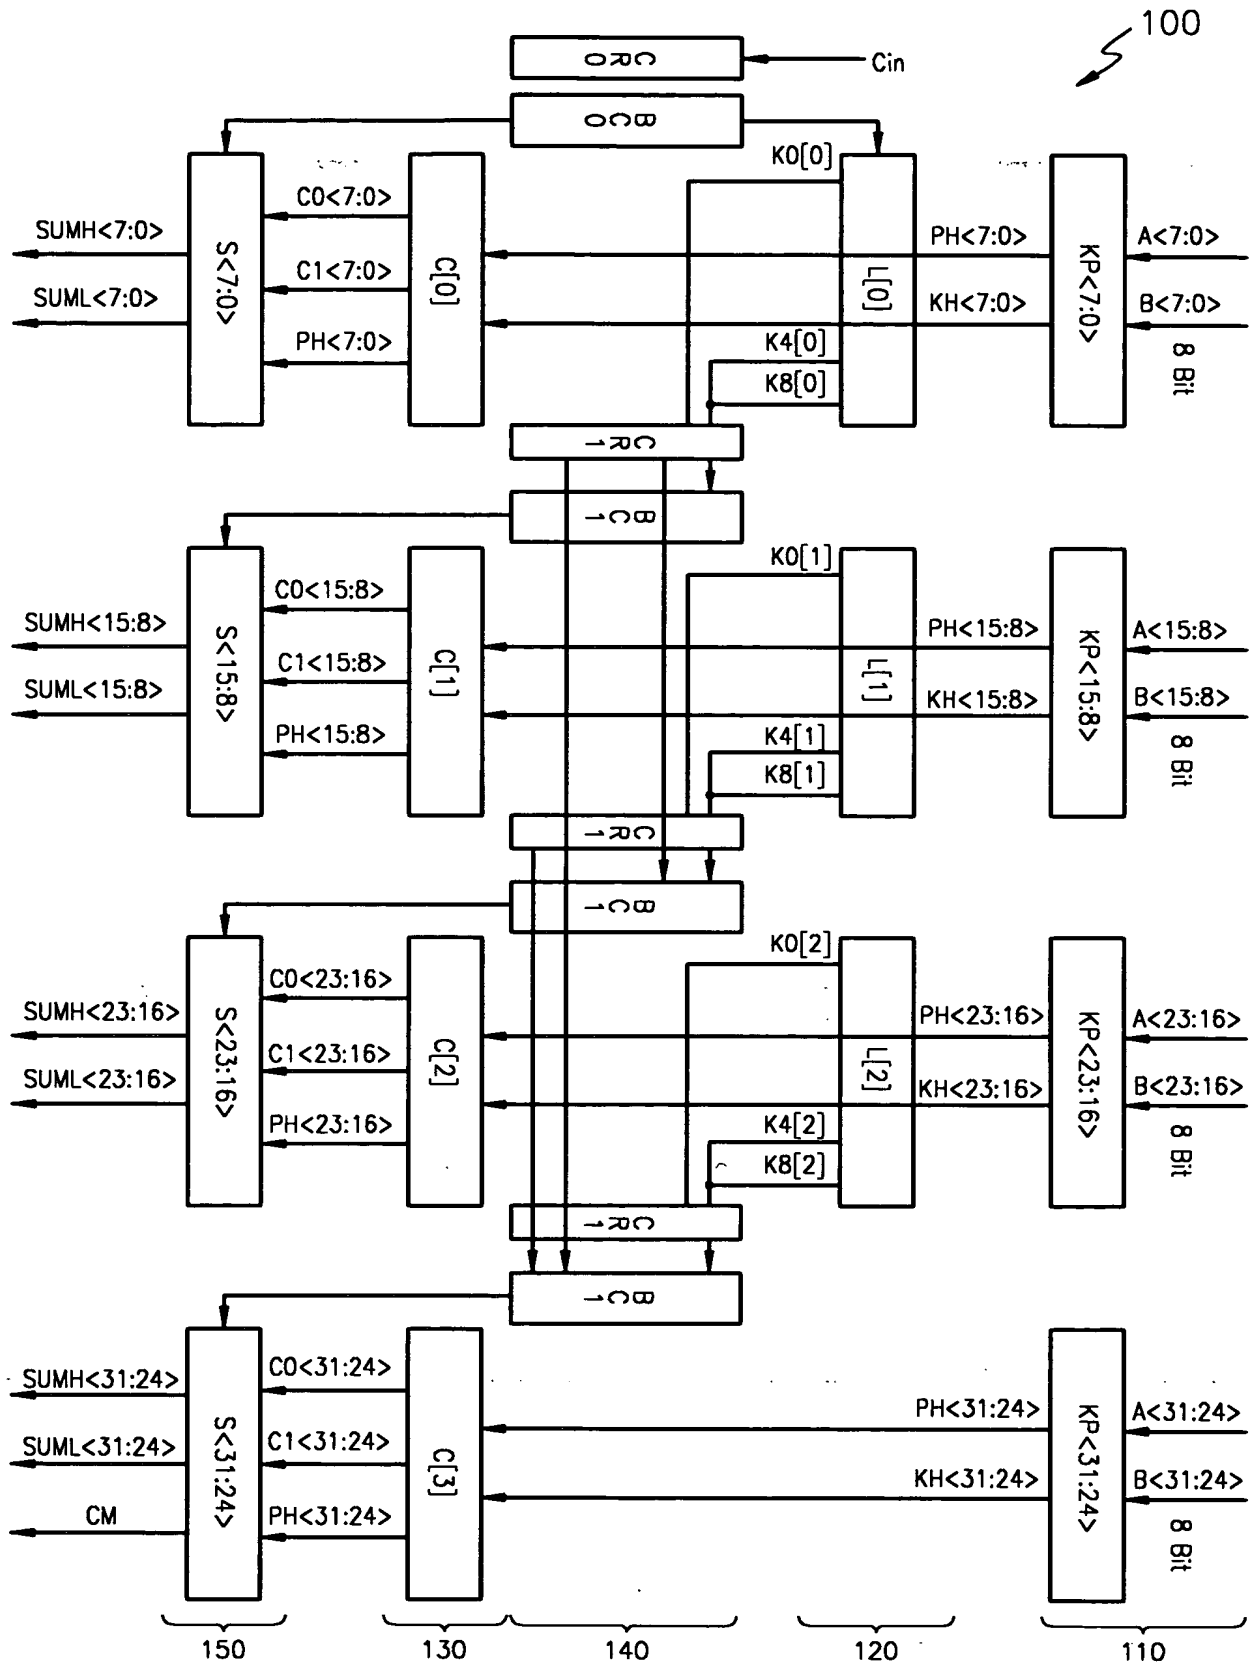 100
C R 0
Cin
B C 0
K0[0]
SUMH<7:0>
SUML<7:0>
S<7:0>
C0<7:0>
C1<7:0>
PH<7:0>
C[0]
L[0]
K4[0]
K8[0]
PH<7:0>
KH<7:0>
KP<7:0>
A<7:0>
B<7:0>
8 Bit
C R 1
B C 1
K0[1]
SUMH<15:8>
SUML<15:8>
S<15:8>
C0<15:8>
C1<15:8>
PH<15:8>
C[1]
L[1]
K4[1]
K8[1]
PH<15:8>
KH<15:8>
KP<15:8>
A<15:8>
B<15:8>
8 Bit
C R 1
B C 1
K0[2]
SUMH<23:16>
SUML<23:16>
S<23:16>
C0<23:16>
C1<23:16>
PH<23:16>
C[2]
L[2]
K4[2]
K8[2]
PH<23:16>
KH<23:16>
KP<23:16>
A<23:16>
B<23:16>
8 Bit
C R 1
B C 1
SUMH<31:24>
SUML<31:24>
CM
S<31:24>
C0<31:24>
C1<31:24>
PH<31:24>
C[3]
PH<31:24>
KH<31:24>
KP<31:24>
A<31:24>
B<31:24>
8 Bit
150
130
140
120
110